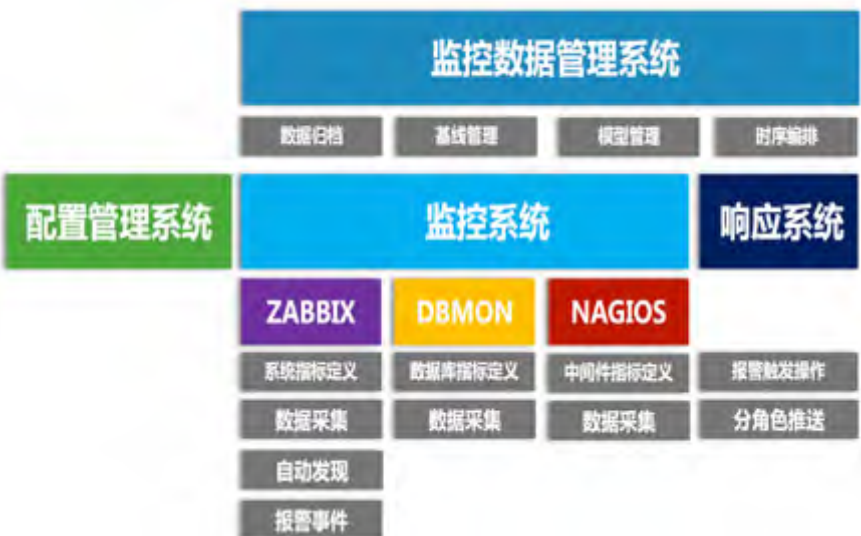 监控数据管理系统
数据归档 基线管理 模型管理 时序编排
配置管理系统 监控系统 响应系统
ZABBIX DBMON NAGIOS
系统指标定义 数据库指标定义 中间件指标定义 报警触发操作
数据采集 数据采集 数据采集 分角色推送
自动发现
报警事件